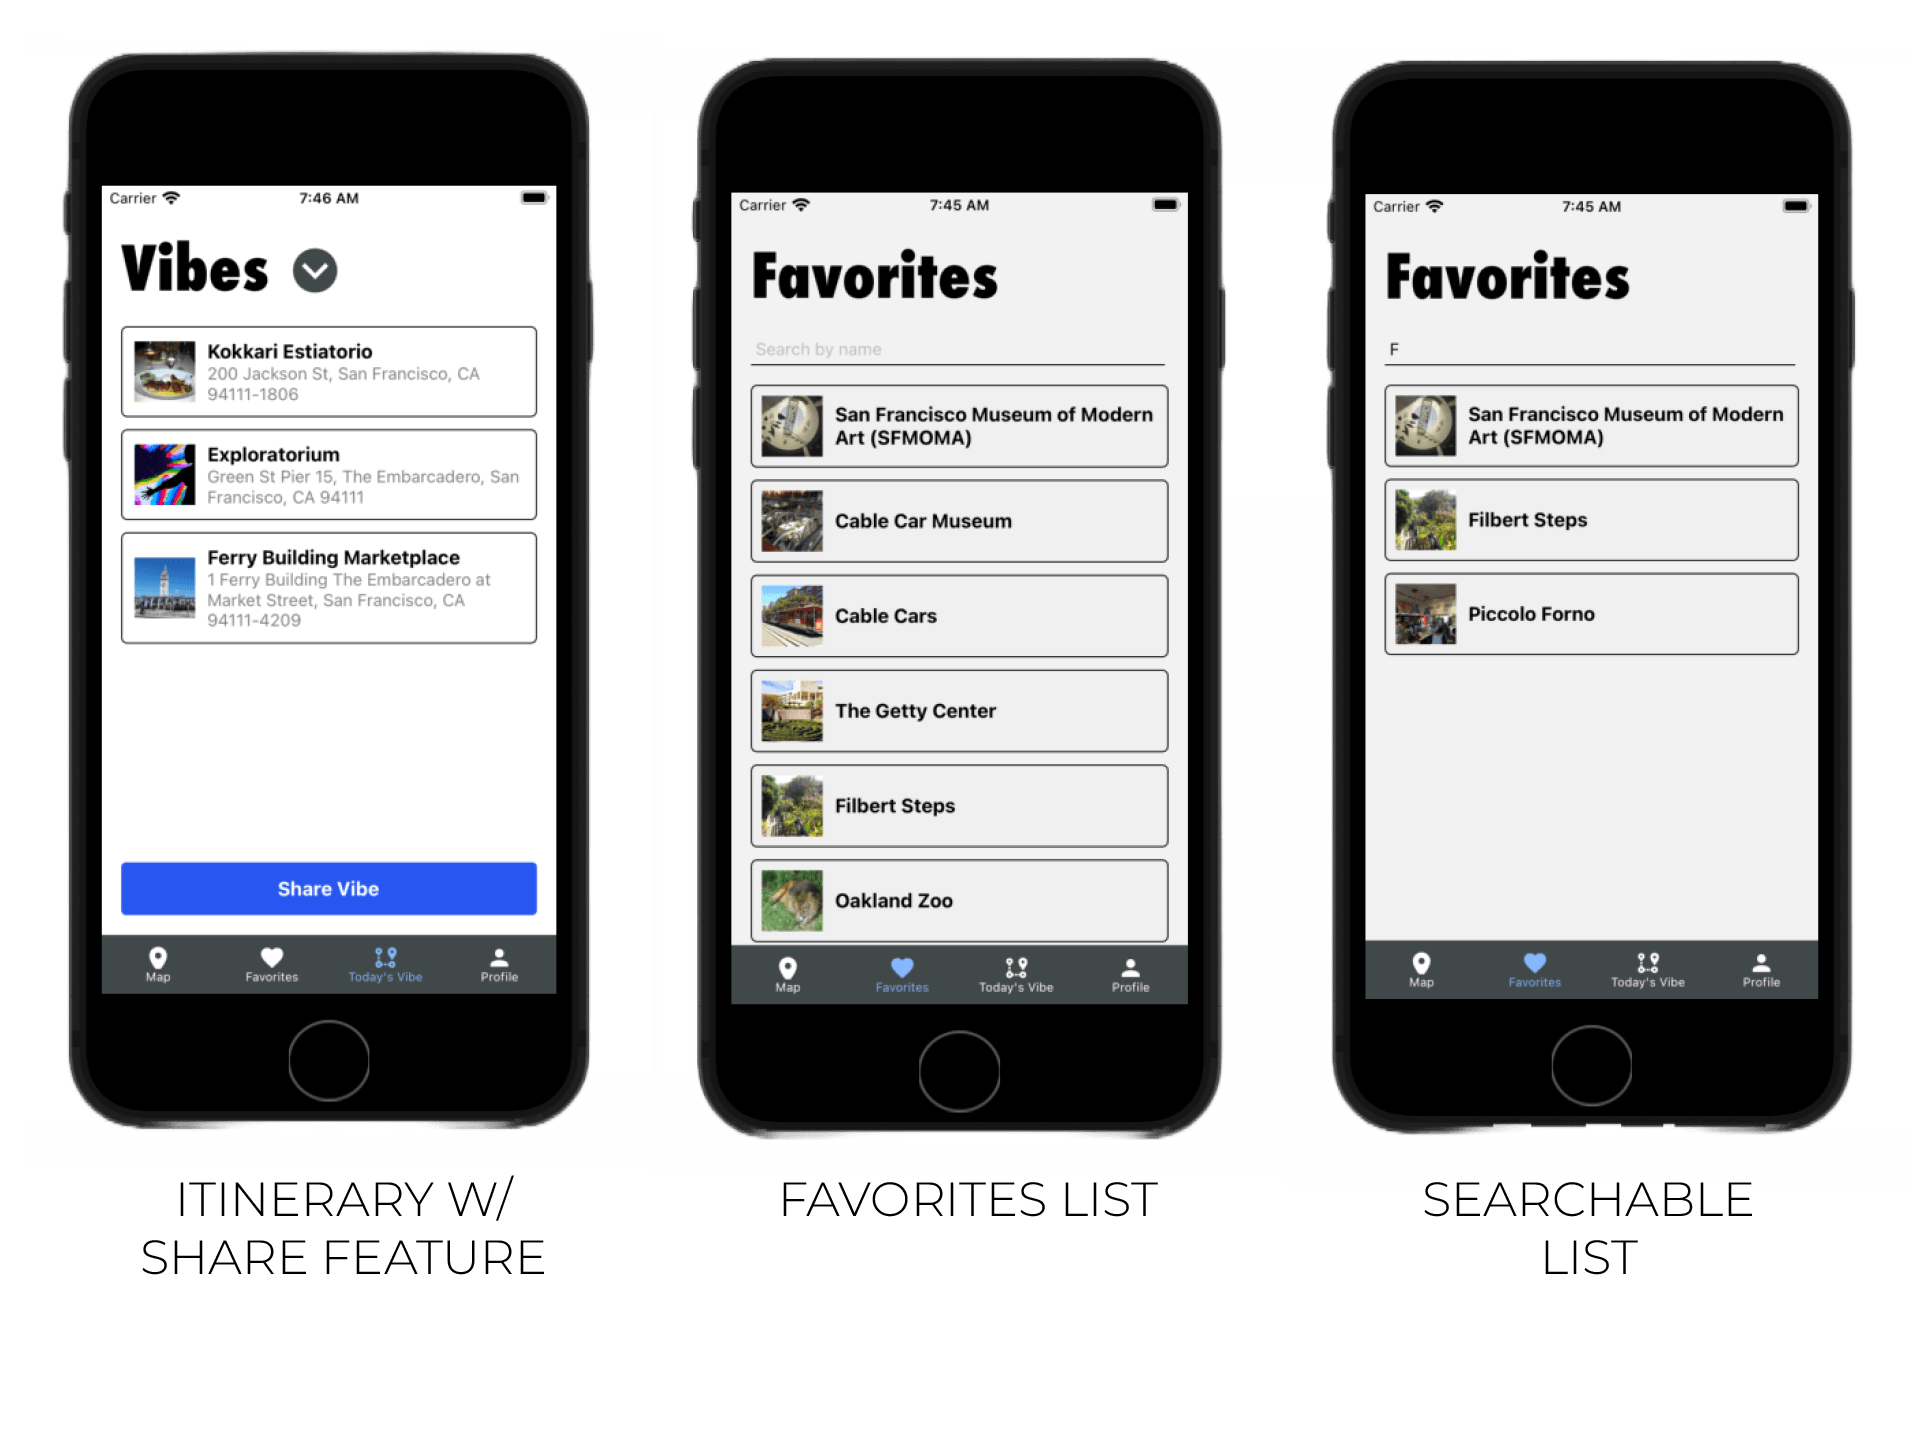 Carrier 7:46 AM
Vibes
Kokkari Estiatorio
200 Jackson St, San Francisco, CA
94111-1806
Exploratorium
Green St Pier 15, The Embarcadero, San
Francisco, CA 94111
Ferry Building Marketplace
1 Ferry Building The Embarcadero at
Market Street, San Francisco, CA
94111-4209
Share Vibe
Map Favorites Today's Vibe Profile
ITINERARY W/
SHARE FEATURE
Carrier 7:45 AM
Favorites
Search by name
San Francisco Museum of Modern
Art (SFMOMA)
Cable Car Museum
Cable Cars
The Getty Center
Filbert Steps
Oakland Zoo
Map Favorites Today's Vibe Profile
FAVORITES LIST
Carrier 7:45 AM
Favorites
F
San Francisco Museum of Modern
Art (SFMOMA)
Filbert Steps
Piccolo Forno
Map Favorites Today's Vibe Profile
SEARCHABLE
LIST